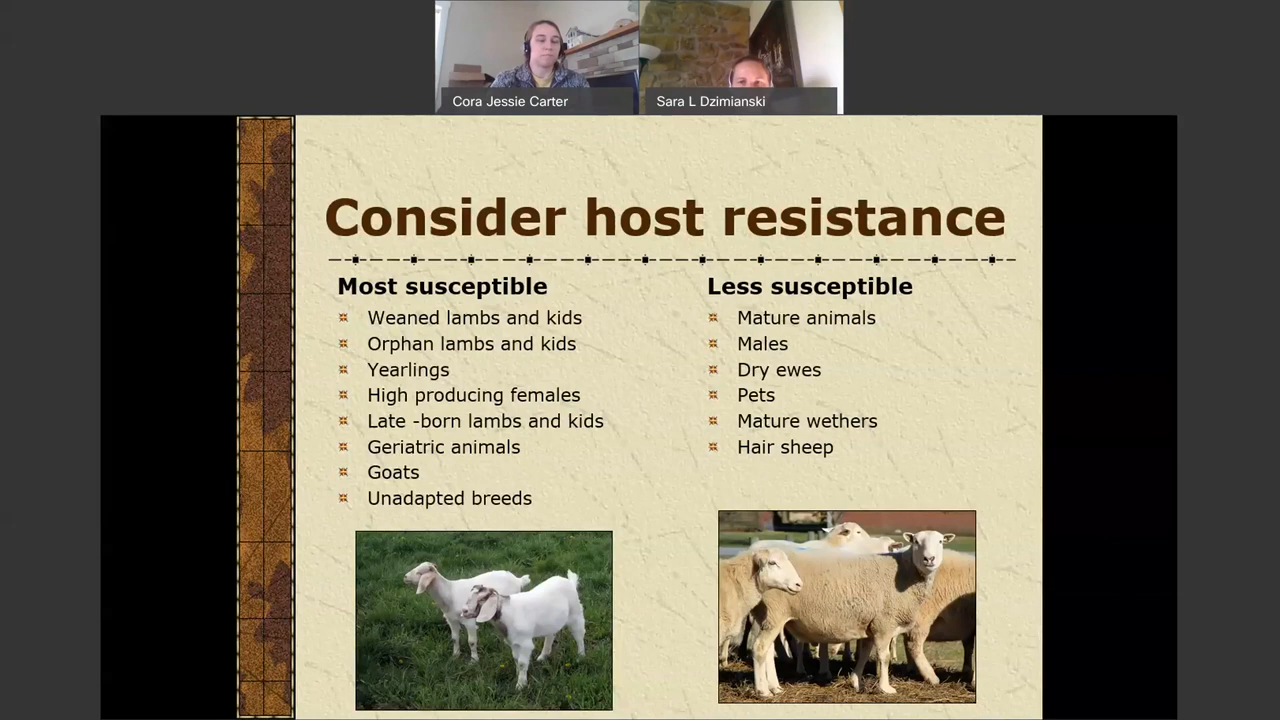 Cora Jessie Carter
Sara L Dzimianski
Consider host resistance
Most susceptible
Weaned lambs and kids
Orphan lambs and kids
Yearlings
High producing females
Late -born lambs and kids
Geriatric animals
Goats
Unadapted breeds
Less susceptible
Mature animals
Males
Dry ewes
Pets
Mature wethers
Hair sheep